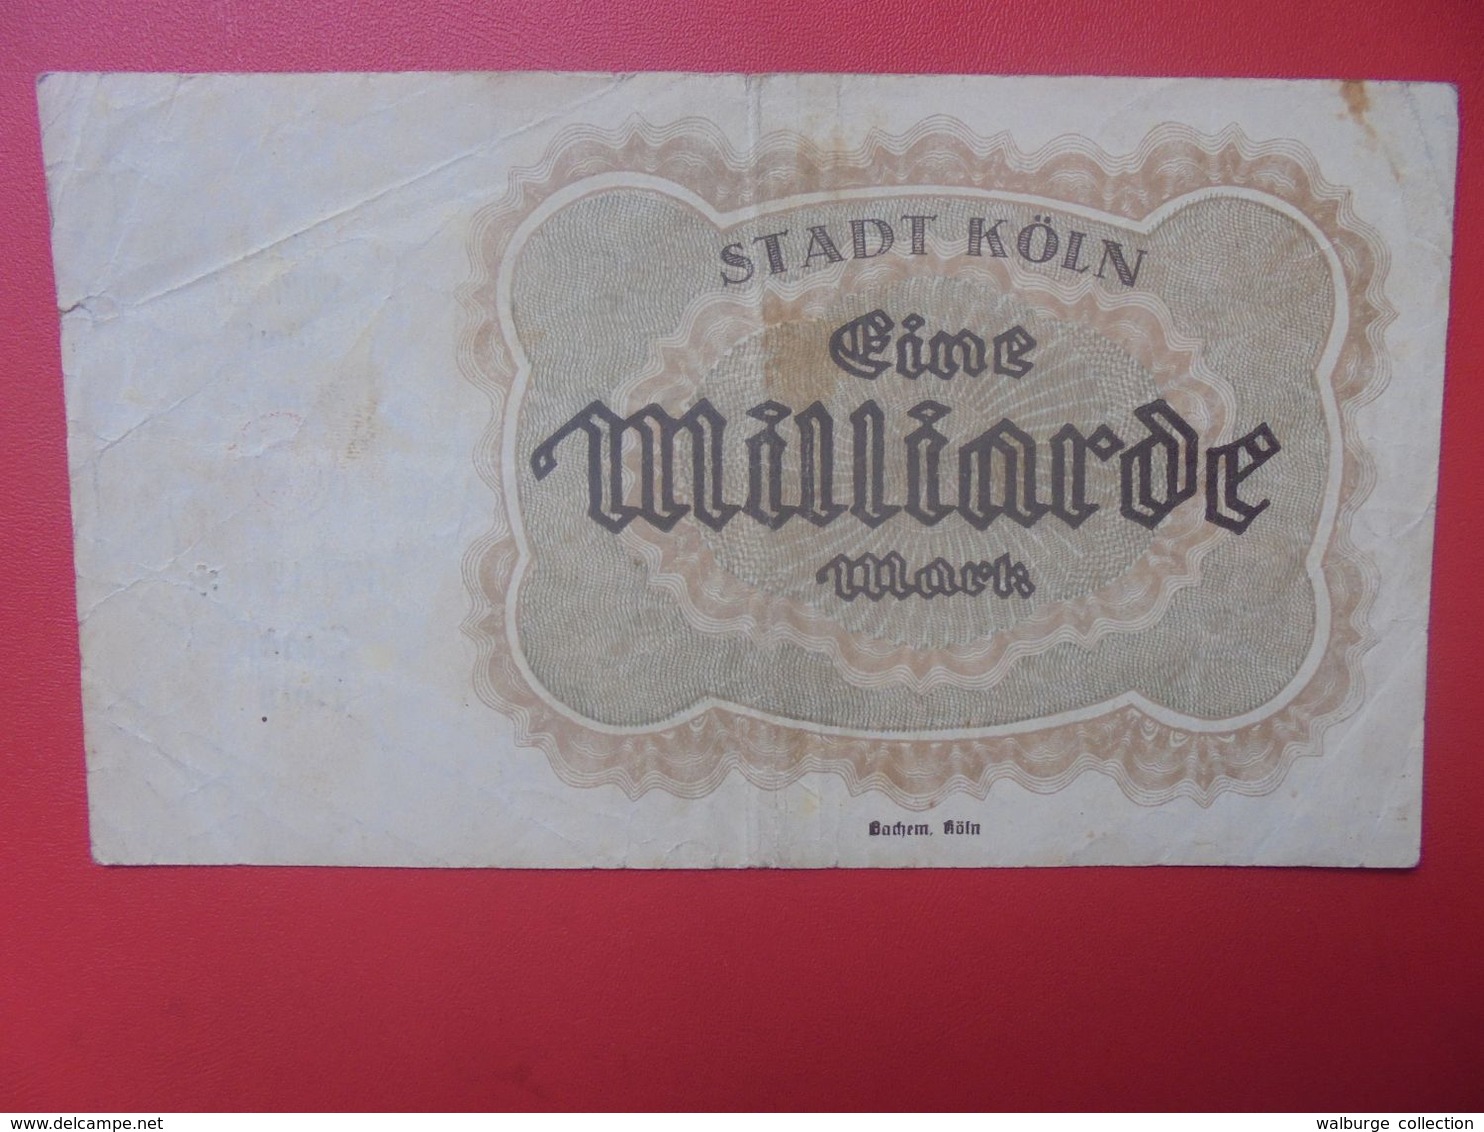 STADT KÖLN
Eine
Milliarde
Mark
Bachem, Köln
www.delcampe.net
walburge collection